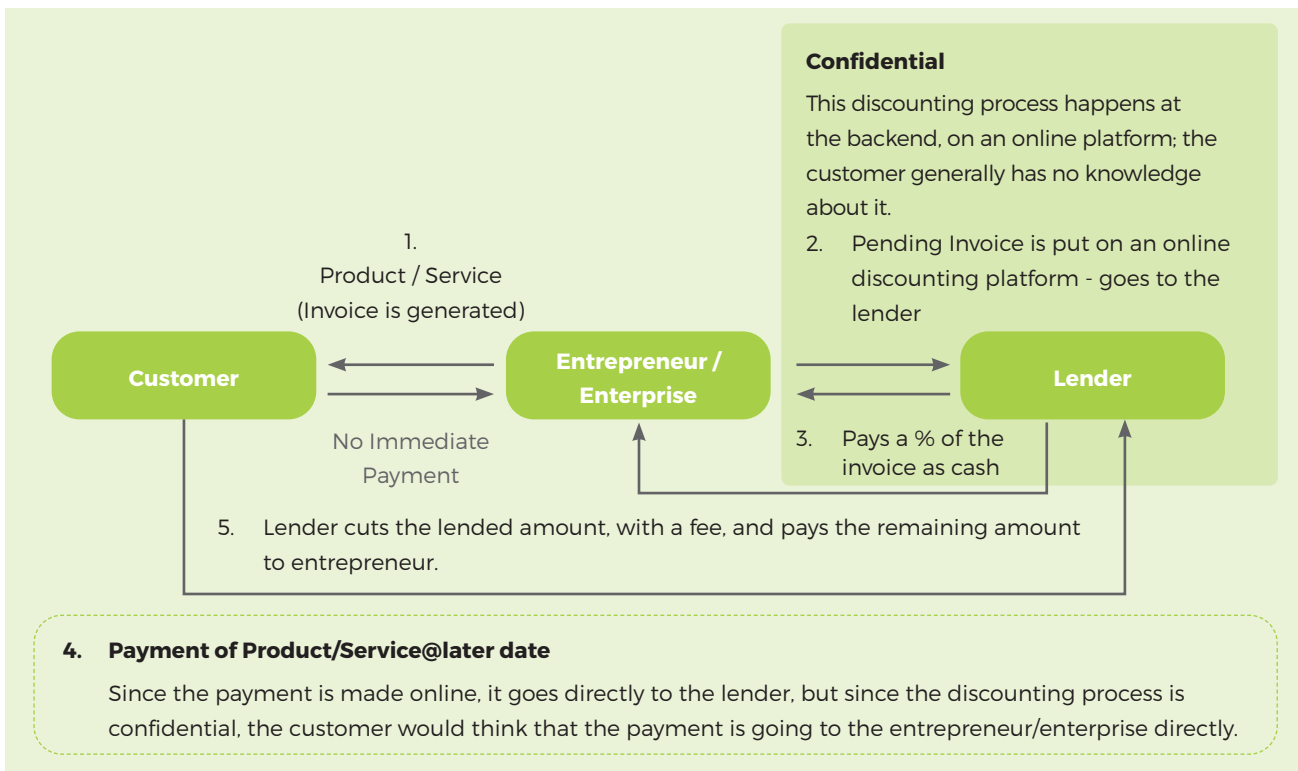 Confidential
This discounting process happens at
the backend, on an online platform; the
customer generally has no knowledge
about it.
1.
Product / Service
(Invoice is generated)
2. Pending Invoice is put on an online
discounting platform - goes to the
lender
Customer
Entrepreneur /
Enterprise
Lender
No Immediate
Payment
3. Pays a % of the
invoice as cash
5. Lender cuts the lended amount, with a fee, and pays the remaining amount
to entrepreneur.
4. Payment of Product/Service@later date
Since the payment is made online, it goes directly to the lender, but since the discounting process is
confidential, the customer would think that the payment is going to the entrepreneur/enterprise directly.